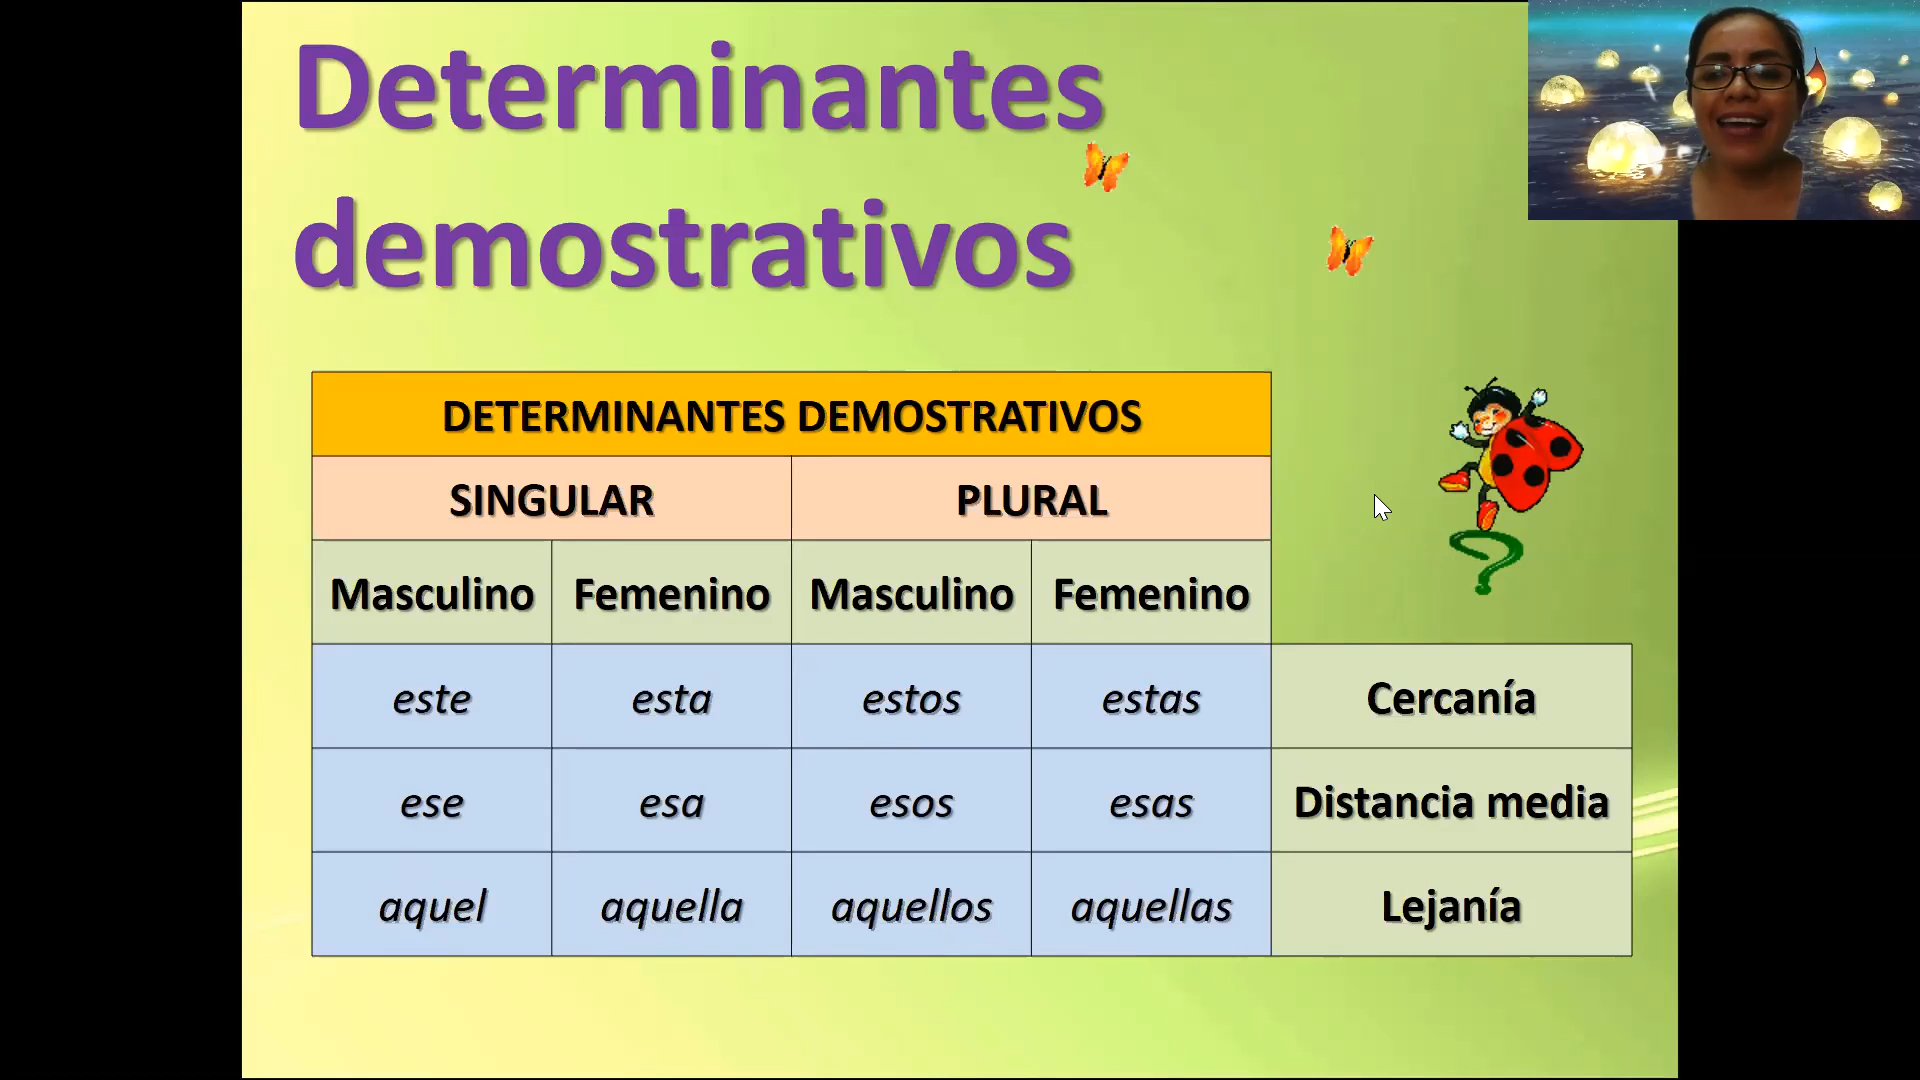 Determinantes
demostrativos
DETERMINANTES DEMOSTRATIVOS
SINGULAR PLURAL
Masculino Femenino Masculino Femenino
este esta estos estas Cercanía
ese esa esos esas Distancia media
aquel aquella aquellos aquellas Lejanía